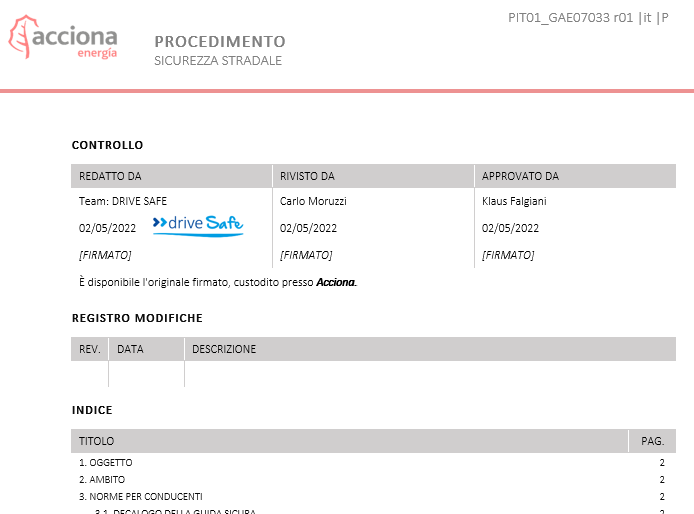 PIT01_GAE07033 r01 |it |P
acciona
energía
PROCEDIMENTO
SICUREZZA STRADALE
CONTROLLO
REDATTO DA RIVISTO DA APPROVATO DA
Team: DRIVE SAFE Carlo Moruzzi Klaus Falgiani
02/05/2022 drive Safe 02/05/2022 02/05/2022
[FIRMATO] [FIRMATO] [FIRMATO]
È disponibile l'originale firmato, custodito presso Acciona.
REGISTRO MODIFICHE
REV. DATA DESCRIZIONE
INDICE
TITOLO PAG.
1. OGGETTO 2
2. AMBITO 2
3. NORME PER CONDUCENTI 2
3.1. DECALOGO DELLA GUIDA SICURA 2